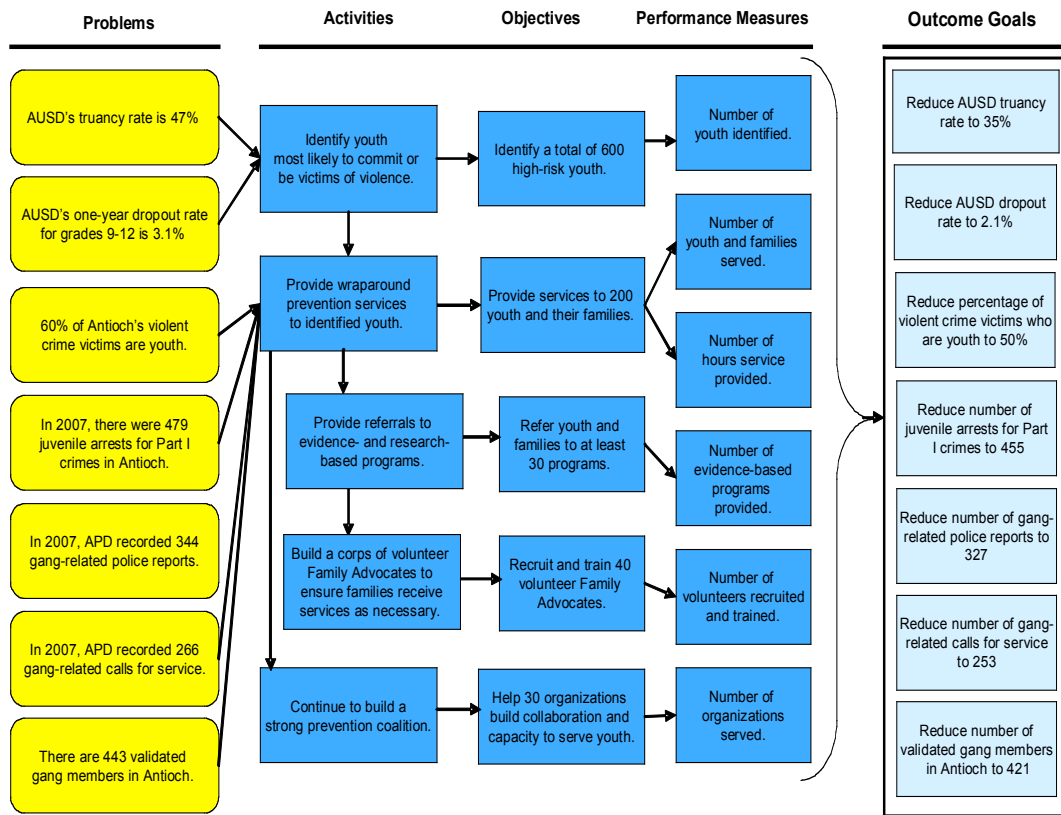 Problems
Activities
Objectives
Performance Measures
Outcome Goals
AUSD's truancy rate is 47%
AUSD's one-year dropout rate
for grades 9-12 is 3.1%
60% of Antioch's violent
crime victims are youth.
In 2007, there were 479
juvenile arrests for Part I
crimes in Antioch.
In 2007, APD recorded 344
gang-related police reports.
In 2007, APD recorded 266
gang-related calls for service.
There are 443 validated
gang members in Antioch.
Identify youth
most likely to commit or
be victims of violence.
Provide wraparound
prevention services
to identified youth.
Provide referrals to
evidence- and research-
based programs.
Build a corps of volunteer
Family Advocates to
ensure families receive
services as necessary.
Continue to build a
strong prevention coalition.
Identify a total of 600
high-risk youth.
Provide services to 200
youth and their families.
Refer youth and
families to at least
30 programs.
Recruit and train 40
volunteer Family
Advocates.
Help 30 organizations
build collaboration and
capacity to serve youth.
Number of
youth identified.
Number of
youth and families
served.
Number of
hours service
provided.
Number of
evidence-based
programs
provided.
Number of
volunteers recruited
and trained.
Number of
organizations
served.
Reduce AUSD truancy
rate to 35%
Reduce AUSD dropout
rate to 2.1%
Reduce percentage of
violent crime victims who
are youth to 50%
Reduce number of
juvenile arrests for Part
I crimes to 455
Reduce number of gang-
related police reports to
327
Reduce number of gang-
related calls for service
to 253
Reduce number of
validated gang members
in Antioch to 421